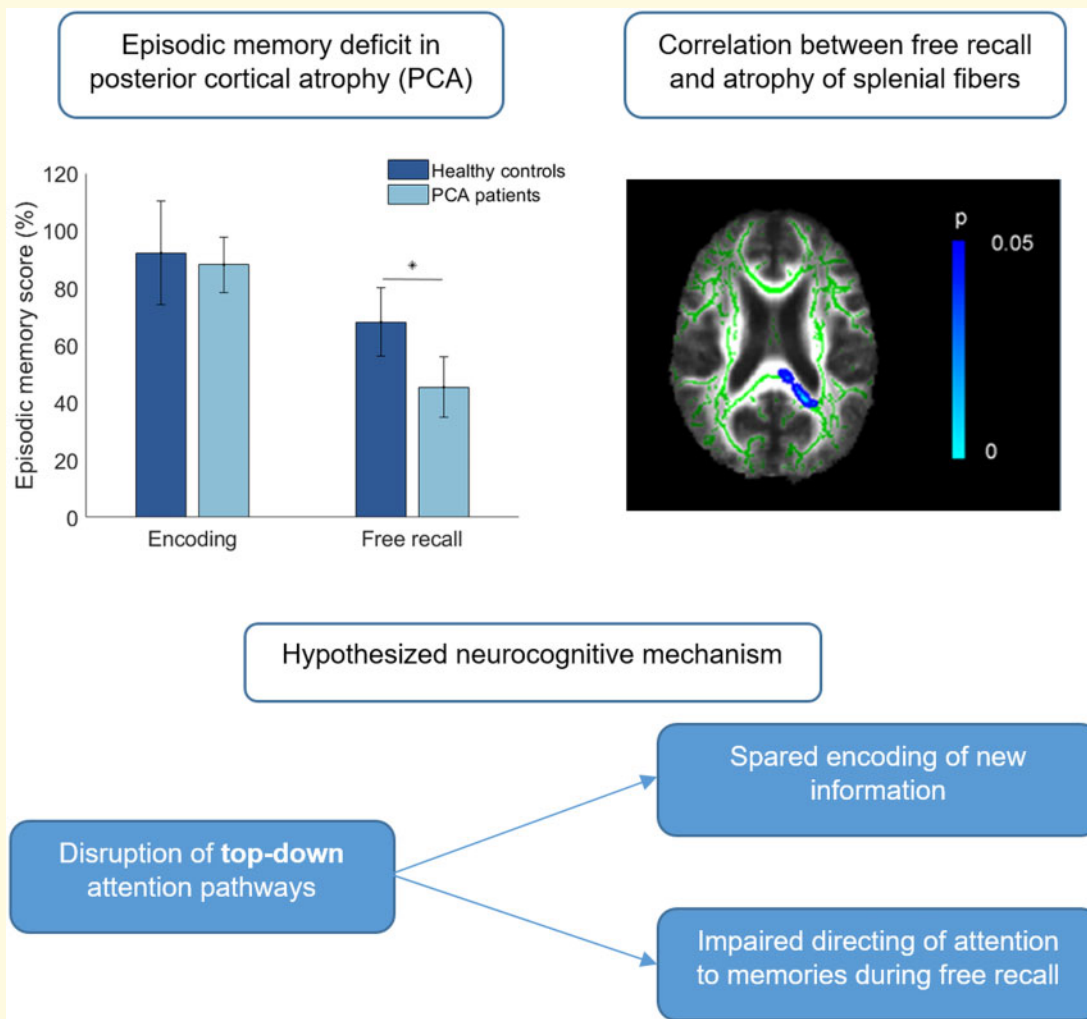 Episodic memory deficit in
posterior cortical atrophy (PCA)
Correlation between free recall
and atrophy of splenial fibers
Healthy controls
PCA patients
Episodic memory score (%)
120
100
80
60
40
20
0
*
Encoding
Free recall
p
0.05
0
Hypothesized neurocognitive mechanism
Disruption of top-down
attention pathways
Spared encoding of new
information
Impaired directing of attention
to memories during free recall